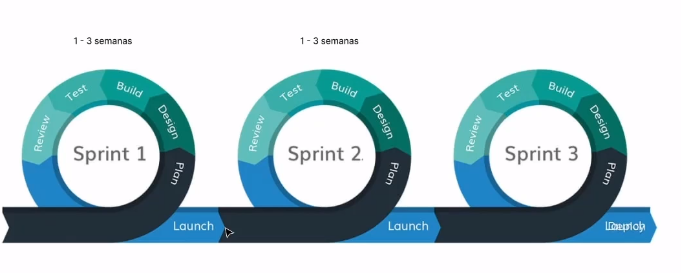 1 - 3 semanas
1 - 3 semanas
Review
Test
Build
Design
Plan
Sprint 1
Launch
Review
Test
Build
Design
Plan
Sprint 2
Launch
Review
Test
Build
Design
Plan
Sprint 3